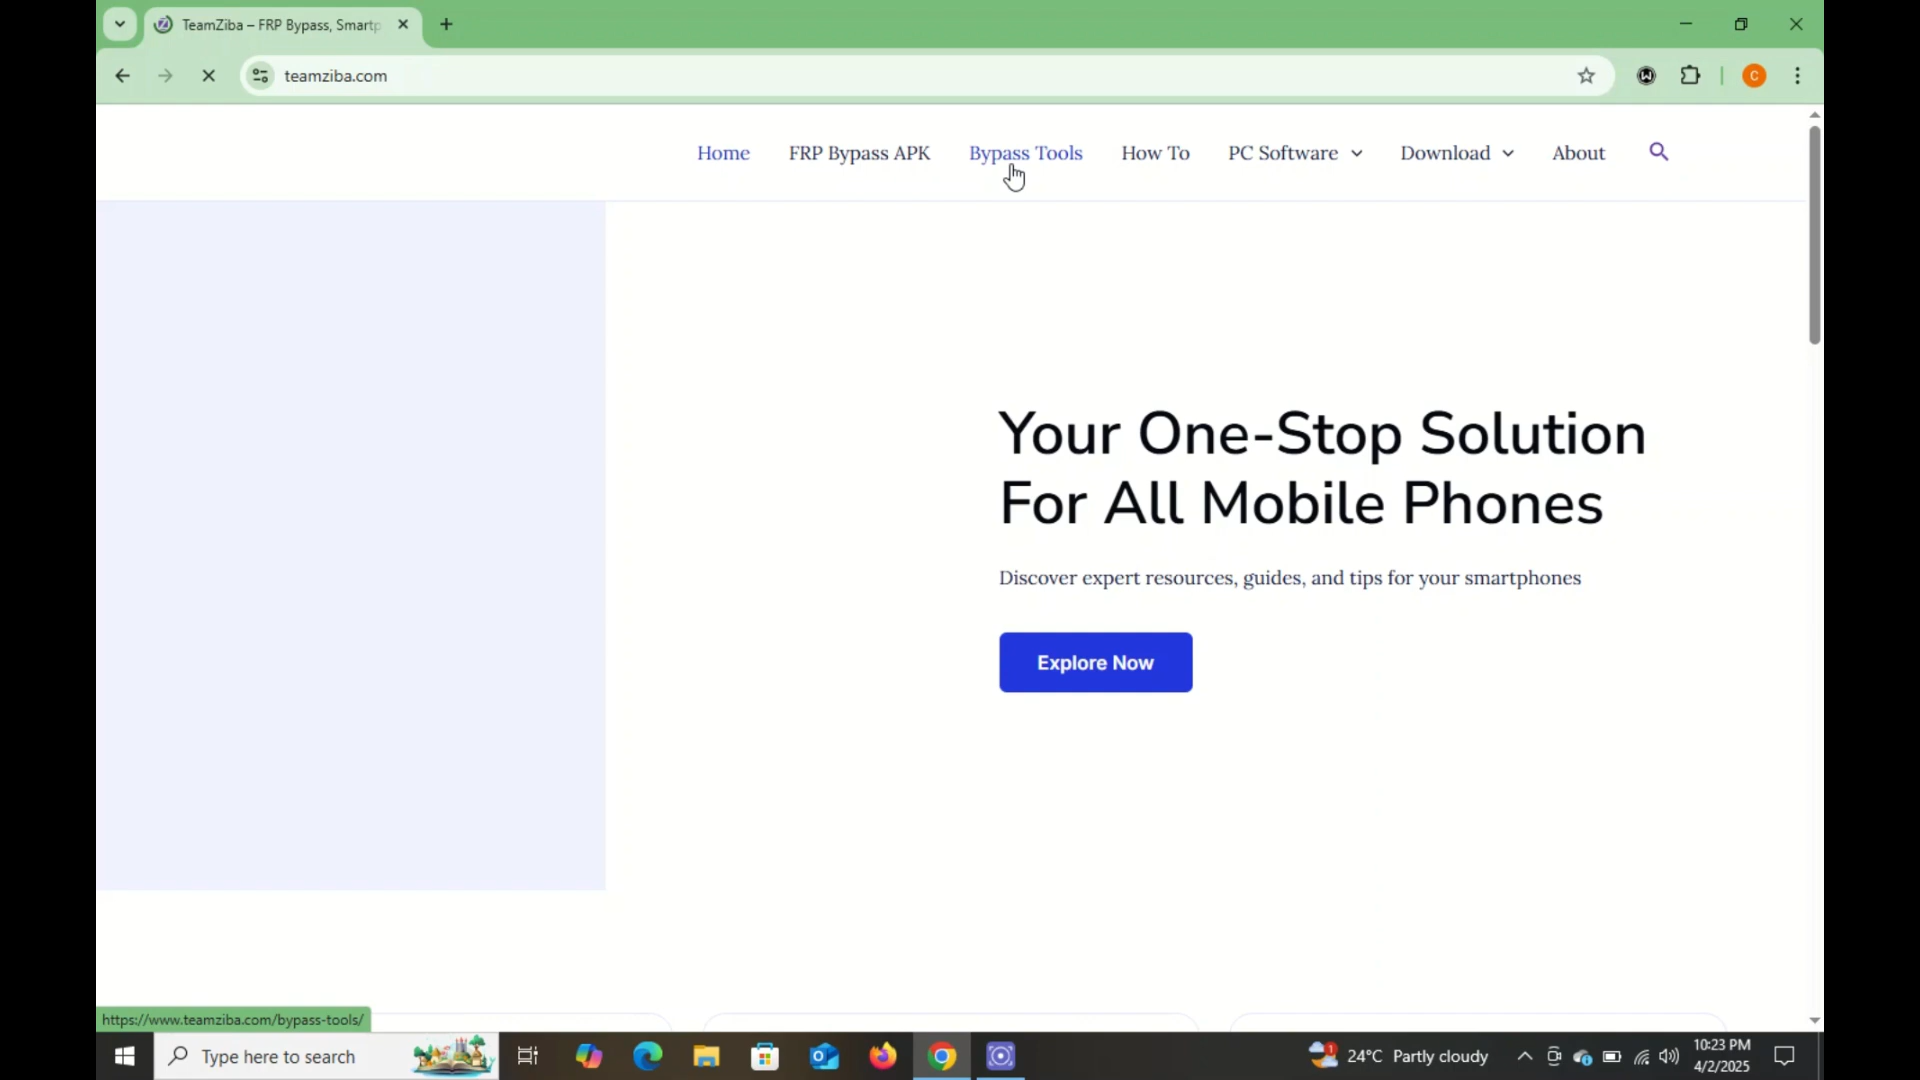 TeamZiba – FRP Bypass, Smartp
teamziba.com
C
Home
FRP Bypass APK
Bypass Tools
How To
PC Software
Download
About
Your One-Stop Solution
For All Mobile Phones
Discover expert resources, guides, and tips for your smartphones
Explore Now
https://www.teamziba.com/bypass-tools/
Type here to search
24°C Partly cloudy
10:23 PM
4/2/2025